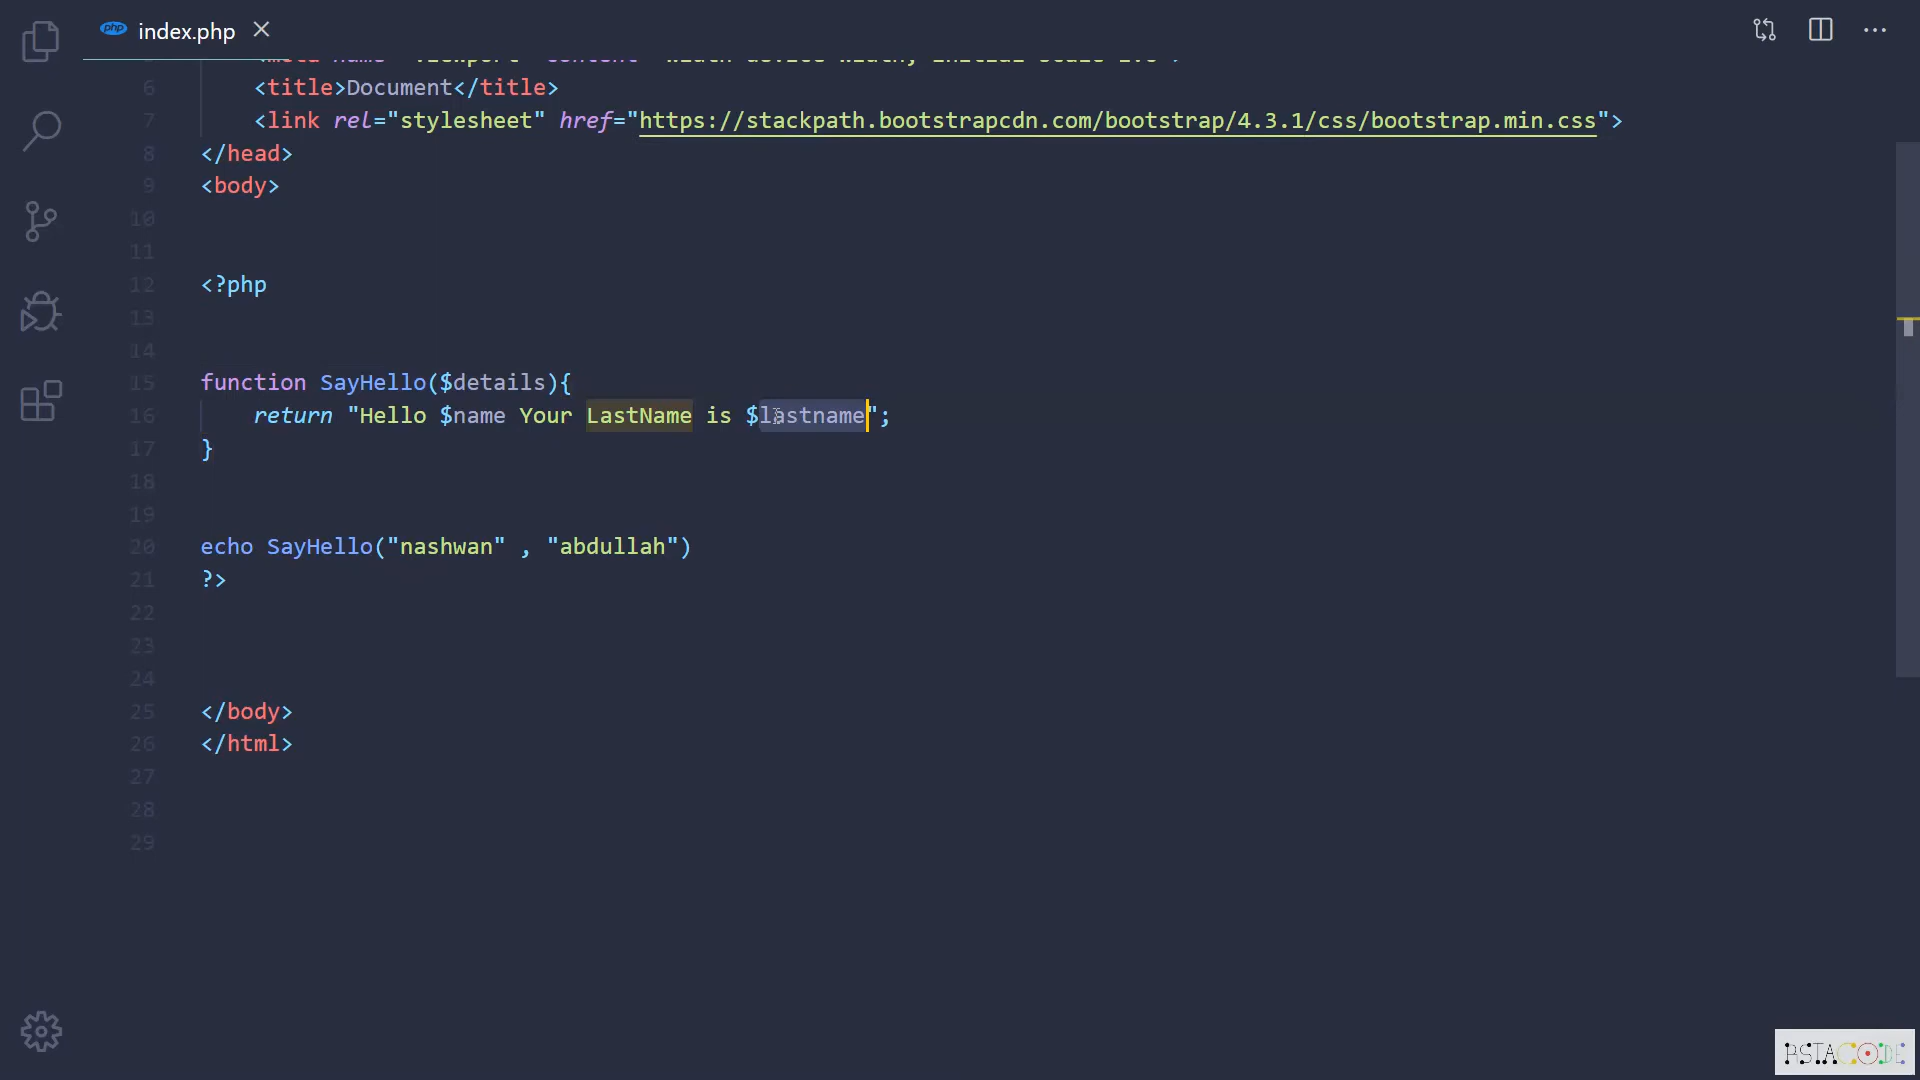 index.php
6 <title>Document</title>
7 <link rel="stylesheet" href="https://stackpath.bootstrapcdn.com/bootstrap/4.3.1/css/bootstrap.min.css">
8 </head>
9 <body>
10
11
12 <?php
13
14
15 function SayHello($details){
16 return "Hello $name Your LastName is $lastname";
17 }
18
19
20 echo SayHello("nashwan" , "abdullah")
21 ?>
22
23
24
25 </body>
26 </html>
27
28
29
RSTACODE